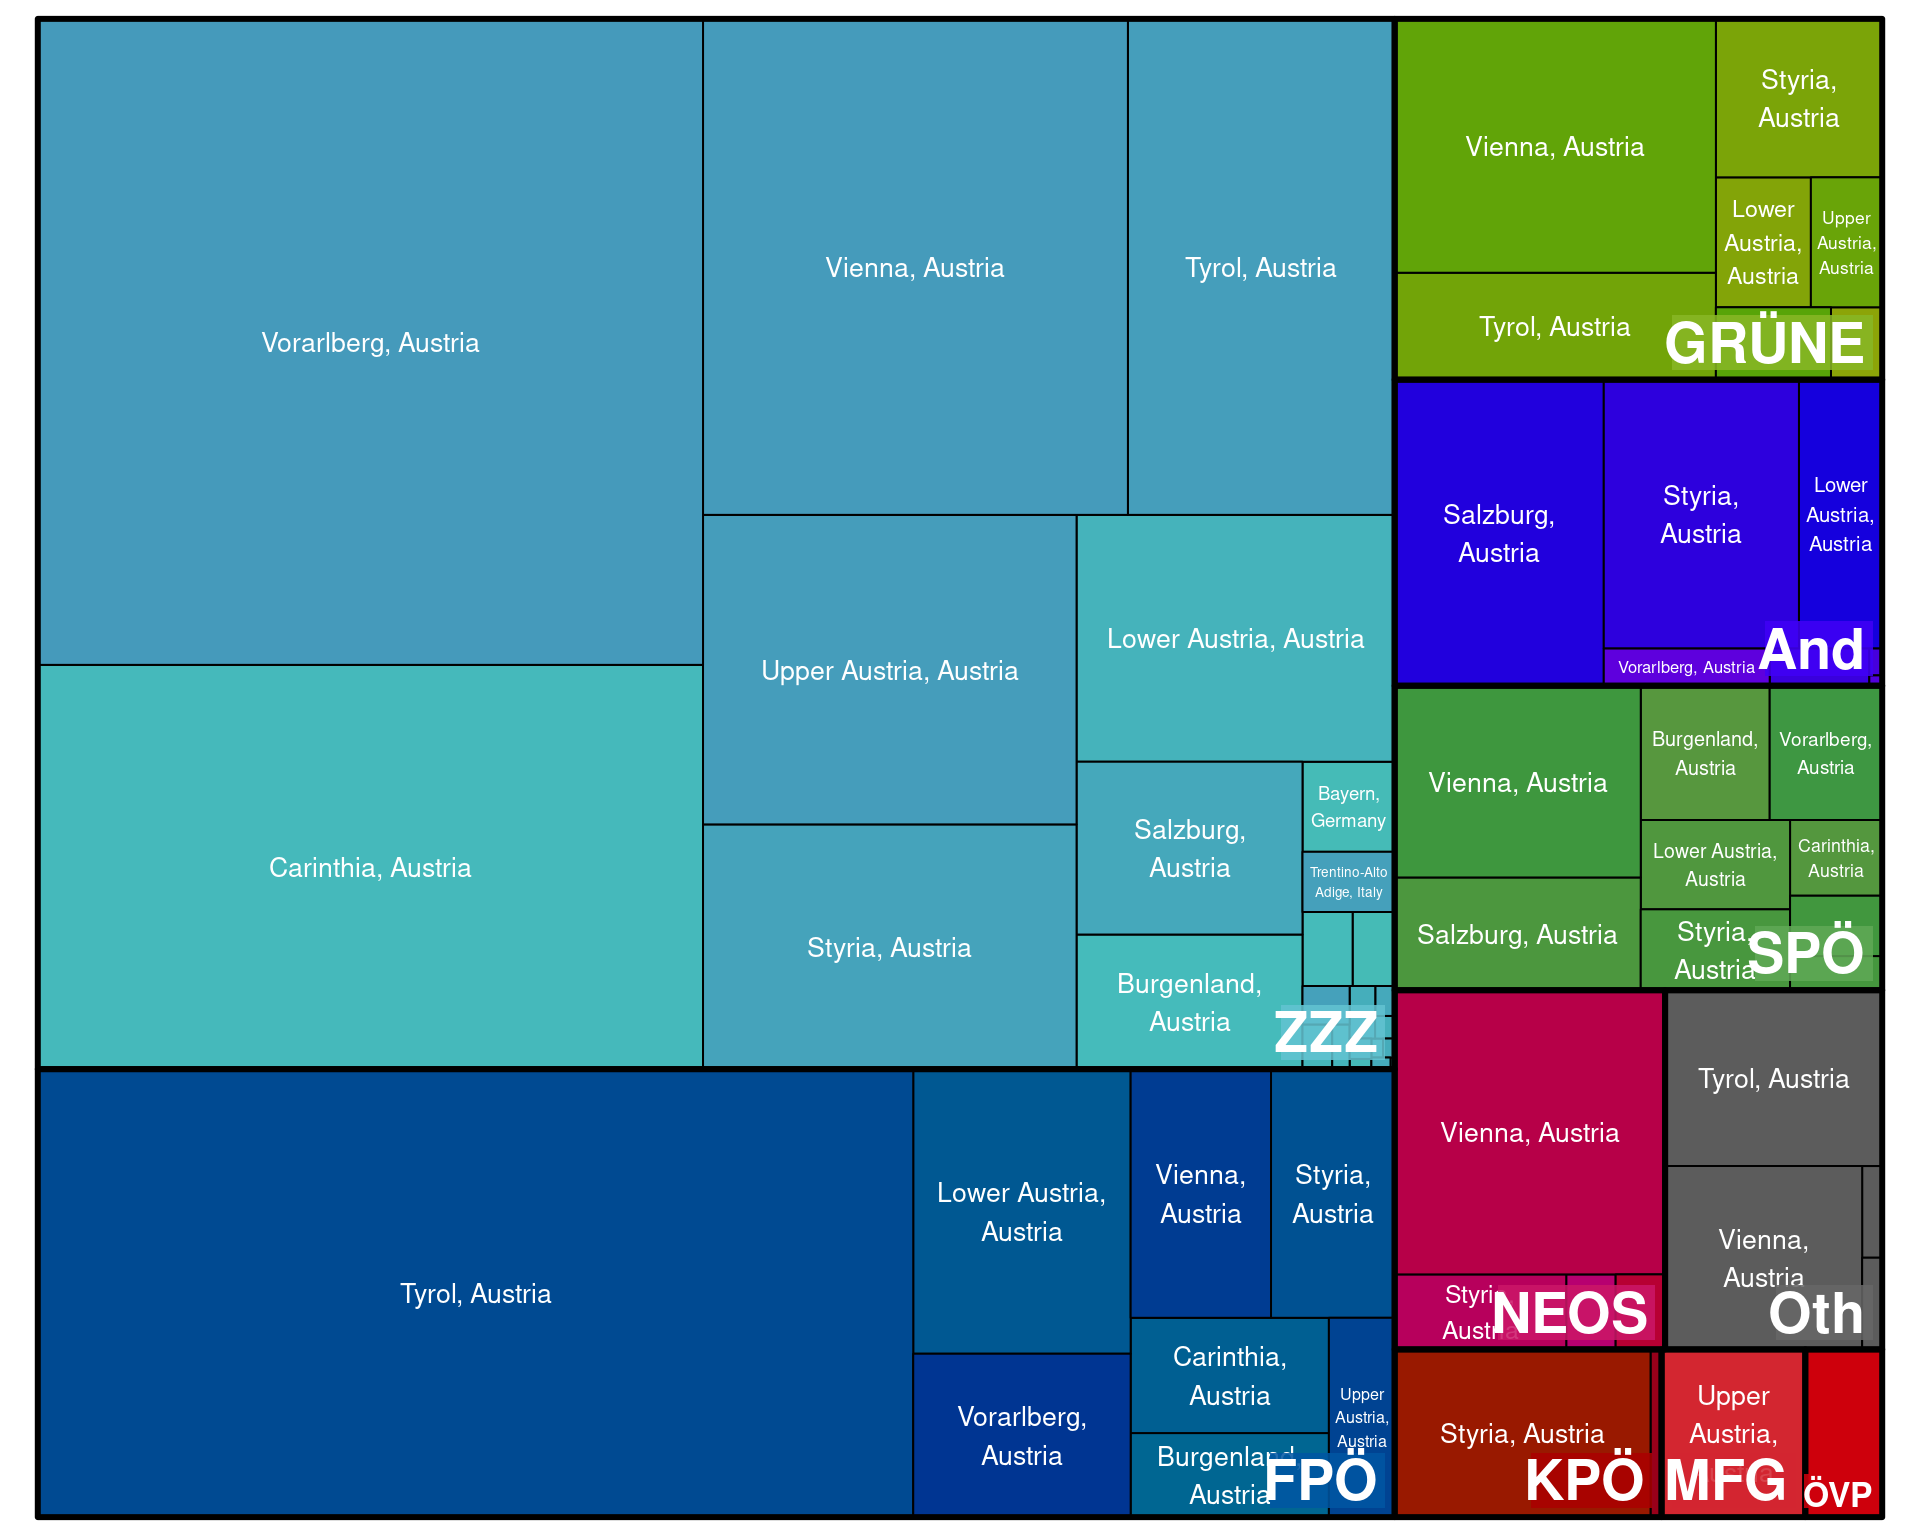 Vorarlberg, Austria
Vienna, Austria
Tyrol, Austria
Carinthia, Austria
Upper Austria, Austria
Lower Austria, Austria
Styria, Austria
Salzburg,
Austria
Burgenland,
Austria
Bayern,
Germany
Trentino-Alto
Adige, Italy
ZZZ
Tyrol, Austria
Lower Austria,
Austria
Vorarlberg,
Austria
Vienna,
Austria
Styria,
Austria
Carinthia,
Austria
Burgenland
Austria
Upper
Austria,
Austria
FPÖ
Vienna, Austria
Styria,
Austria
Lower
Austria,
Austria
Upper
Austria,
Austria
Tyrol, Austria
GRÜNE
Salzburg,
Austria
Styria,
Austria
Lower
Austria,
Austria
Vorarlberg, Austria
And
Vienna, Austria
Burgenland,
Austria
Vorarlberg,
Austria
Lower Austria,
Austria
Carinthia,
Austria
Salzburg, Austria
Styria,
Austria
SPÖ
Vienna, Austria
Styria
Austria
NEOS
Tyrol, Austria
Vienna,
Austria
Oth
Styria, Austria
KPÖ
Upper
Austria,
MFG
ÖVP